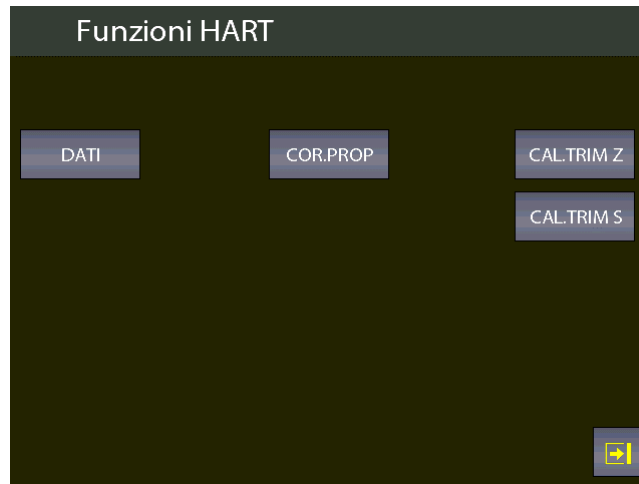 Funzioni HART
DATI
COR.PROP
CAL.TRIM Z
CAL.TRIM S